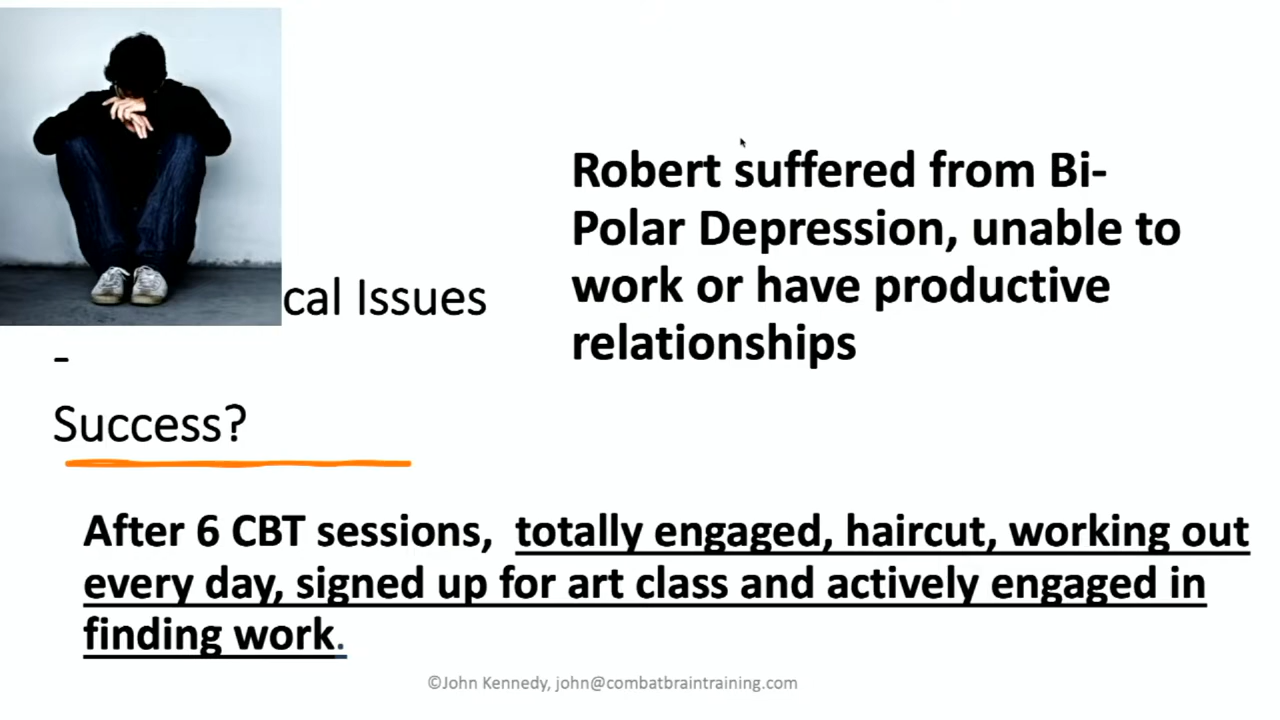 Robert suffered from Bi-
Polar Depression, unable to
work or have productive
relationships
cal Issues
-
Success?
After 6 CBT sessions, totally engaged, haircut, working out
every day, signed up for art class and actively engaged in
finding work.
©John Kennedy, john@combatbraintraining.com